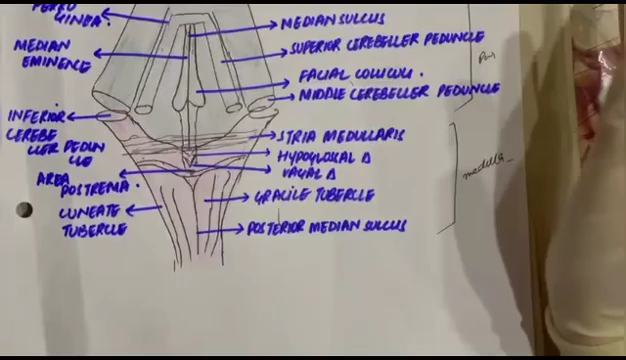 GINBA.
MEDIAN
EMINENCE
INFERIOR
CEREBE
LLER PEDUN
CLE
AREA
POSTREMA.
CUNEATE
TUBERCLE
MEDIAN SULCUS
SUPERIOR CEREBELLER PEDUNCLE
FACIAL COLLICULI.
MIDDLE CEREBELLER PEDUNCLE
STRIA MEDULLARIS
HYPOGLOSSAL Δ
VAGAL Δ
GRACILE TUBERCLE
POSTERIOR MEDIAN SULCUS
Pons
medulla